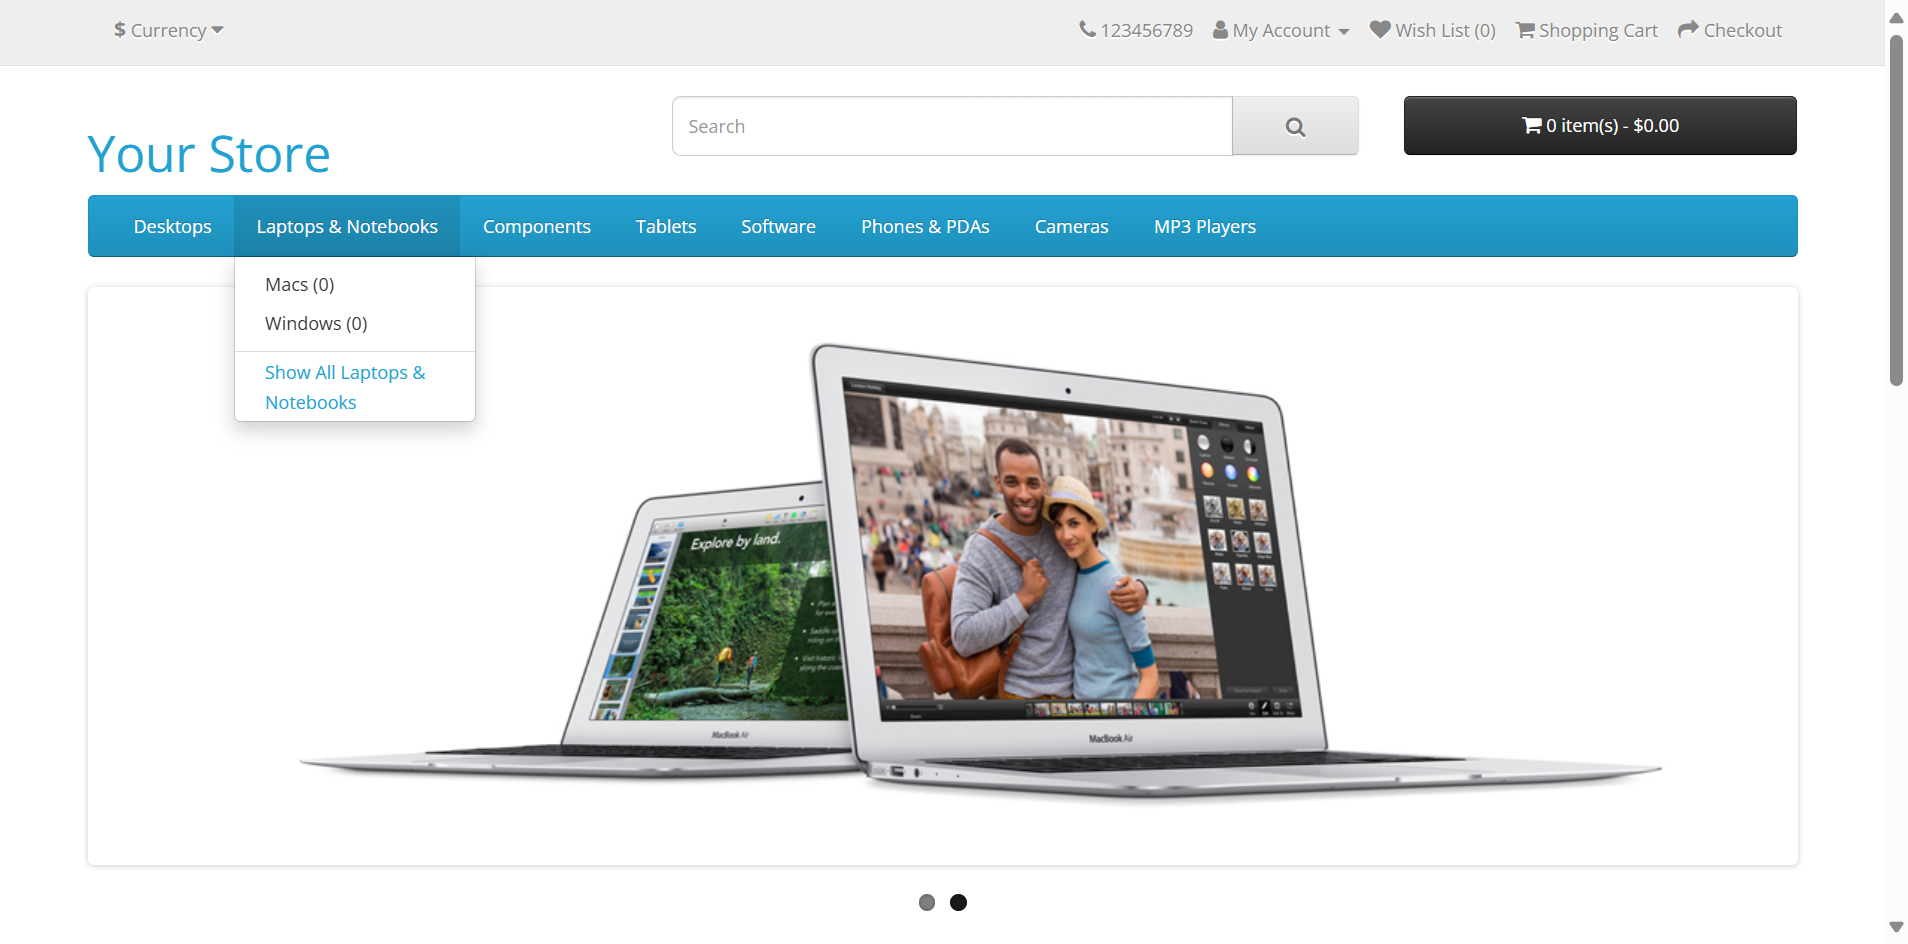 $ Currency
123456789
My Account
Wish List (0)
Shopping Cart
Checkout
Your Store
Search
0 item(s) - $0.00
Desktops
Laptops & Notebooks
Components
Tablets
Software
Phones & PDAs
Cameras
MP3 Players
Macs (0)
Windows (0)
Show All Laptops &
Notebooks
Explore by land.
MacBook Air
MacBook Air